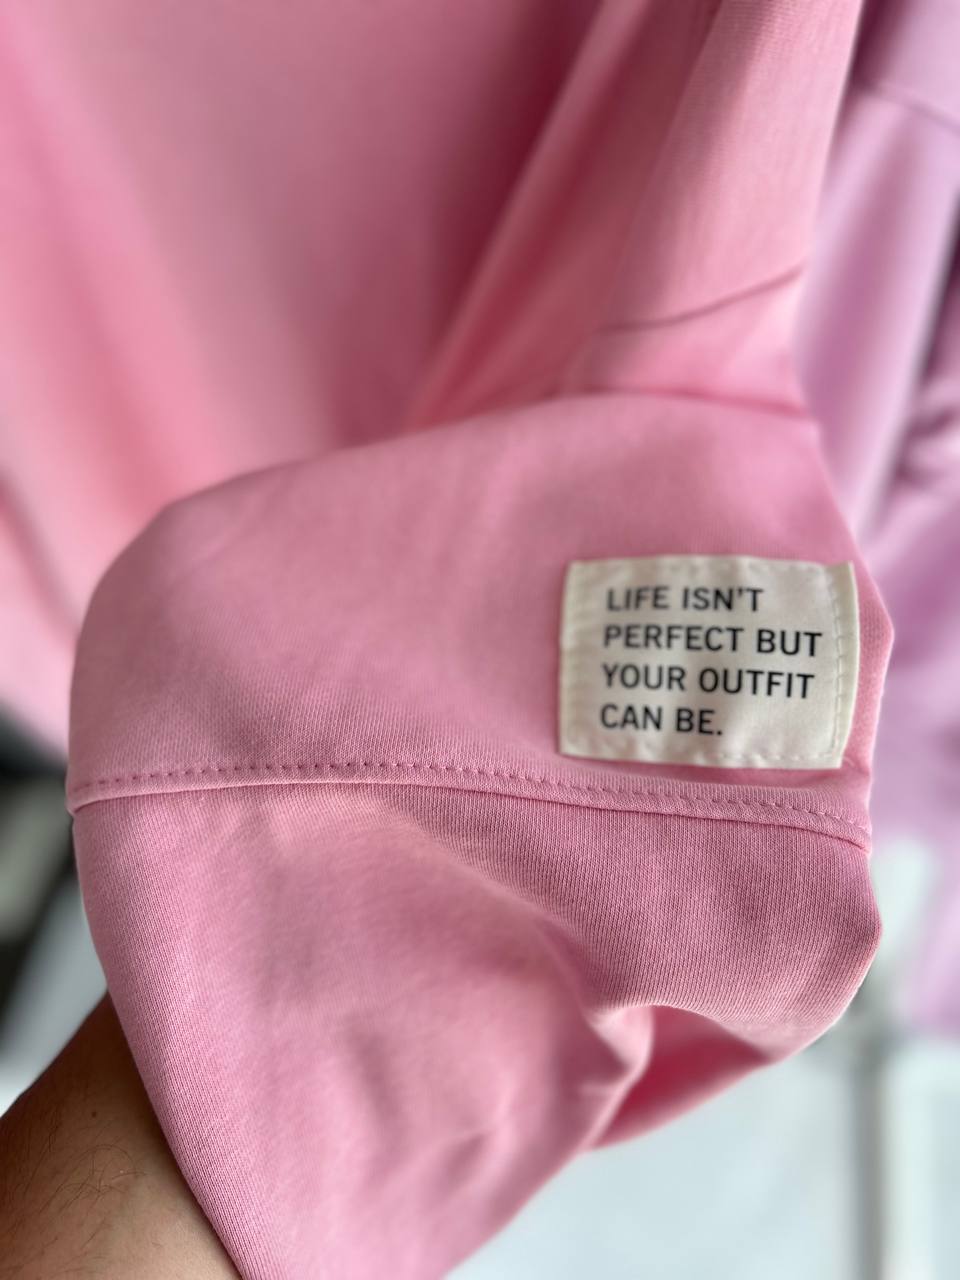 LIFE ISN'T
PERFECT BUT
YOUR OUTFIT
CAN BE.